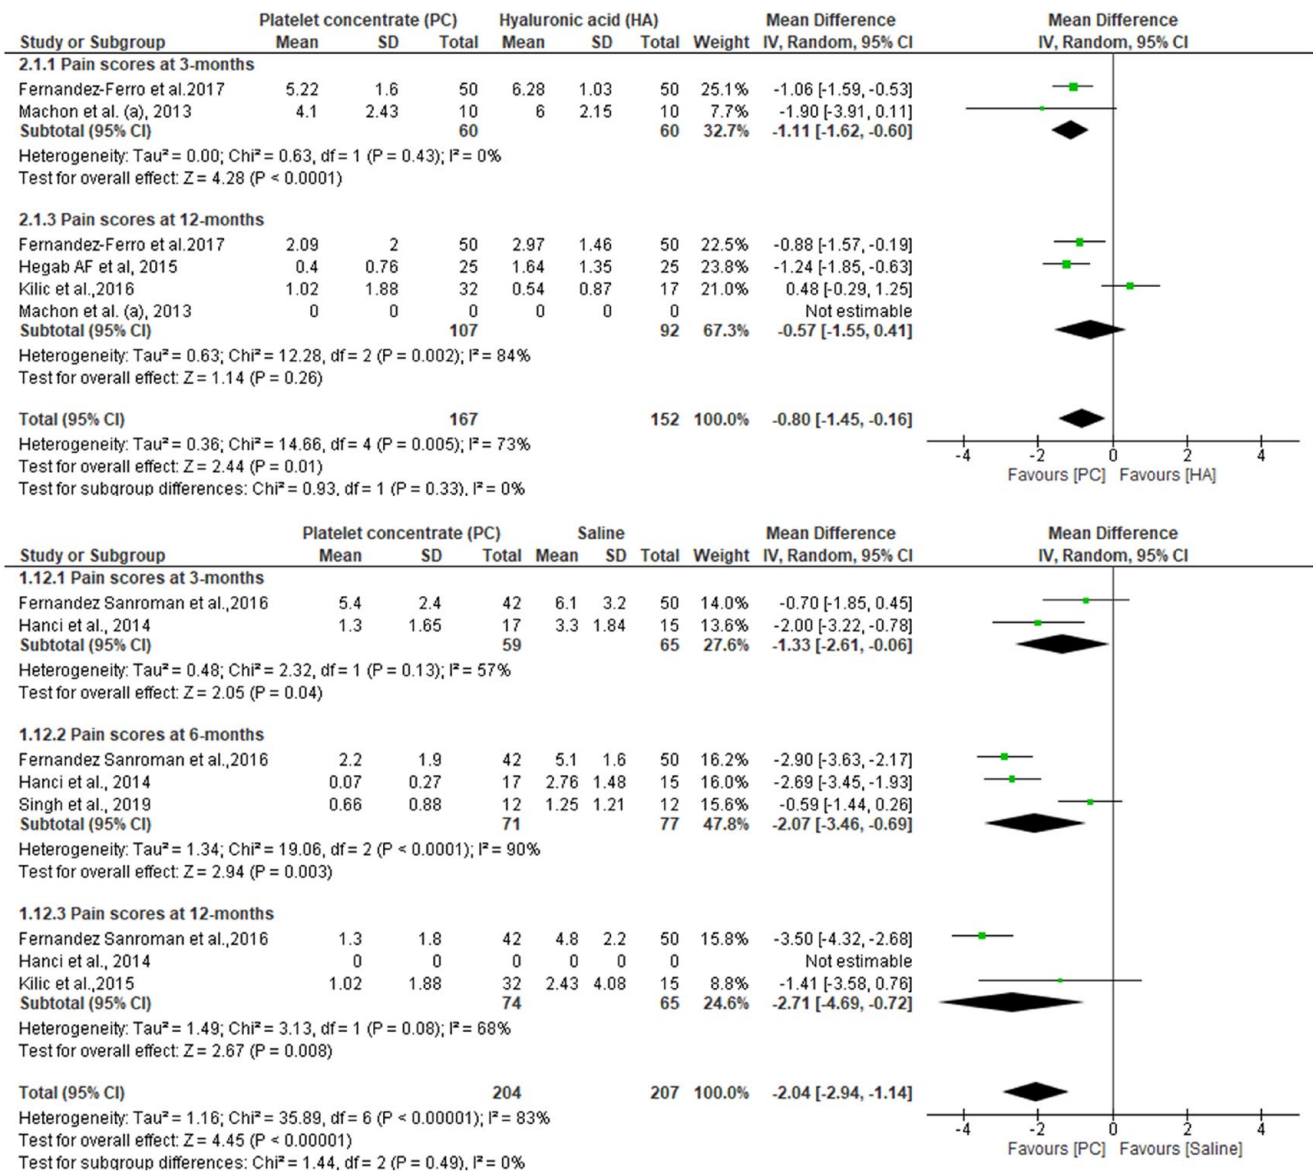 Platelet concentrate (PC) Hyaluronic acid (HA) Mean Difference Mean Difference
Study or Subgroup Mean SD Total Mean SD Total Weight IV, Random, 95% CI IV, Random, 95% CI
2.1.1 Pain scores at 3-months
Fernandez-Ferro et al.2017 5.22 1.6 50 6.28 1.03 50 25.1% -1.06 [-1.59, -0.53]
Machon et al. (a), 2013 4.1 2.43 10 6 2.15 10 7.7% -1.90 [-3.91, 0.11]
Subtotal (95% CI) 60 60 32.7% -1.11 [-1.62, -0.60]
Heterogeneity: Tau² = 0.00; Chi² = 0.63, df = 1 (P = 0.43); I² = 0%
Test for overall effect: Z = 4.28 (P < 0.0001)
2.1.3 Pain scores at 12-months
Fernandez-Ferro et al.2017 2.09 2 50 2.97 1.46 50 22.5% -0.88 [-1.57, -0.19]
Hegab AF et al, 2015 0.4 0.76 25 1.64 1.35 25 23.8% -1.24 [-1.85, -0.63]
Kilic et al.,2016 1.02 1.88 32 0.54 0.87 17 21.0% 0.48 [-0.29, 1.25]
Machon et al. (a), 2013 0 0 0 0 0 0 Not estimable
Subtotal (95% CI) 107 92 67.3% -0.57 [-1.55, 0.41]
Heterogeneity: Tau² = 0.63; Chi² = 12.28, df = 2 (P = 0.002); I² = 84%
Test for overall effect: Z = 1.14 (P = 0.26)
Total (95% CI) 167 152 100.0% -0.80 [-1.45, -0.16]
Heterogeneity: Tau² = 0.36; Chi² = 14.66, df = 4 (P = 0.005); I² = 73%
Test for overall effect: Z = 2.44 (P = 0.01)
Test for subgroup differences: Chi² = 0.93, df = 1 (P = 0.33), I² = 0%
-4 -2 0 2 4
Favours [PC] Favours [HA]
Platelet concentrate (PC) Saline Mean Difference Mean Difference
Study or Subgroup Mean SD Total Mean SD Total Weight IV, Random, 95% CI IV, Random, 95% CI
1.12.1 Pain scores at 3-months
Fernandez Sanroman et al.,2016 5.4 2.4 42 6.1 3.2 50 14.0% -0.70 [-1.85, 0.45]
Hanci et al., 2014 1.3 1.65 17 3.3 1.84 15 13.6% -2.00 [-3.22, -0.78]
Subtotal (95% CI) 59 65 27.6% -1.33 [-2.61, -0.06]
Heterogeneity: Tau² = 0.48; Chi² = 2.32, df = 1 (P = 0.13); I² = 57%
Test for overall effect: Z = 2.05 (P = 0.04)
1.12.2 Pain scores at 6-months
Fernandez Sanroman et al.,2016 2.2 1.9 42 5.1 1.6 50 16.2% -2.90 [-3.63, -2.17]
Hanci et al., 2014 0.07 0.27 17 2.76 1.48 15 16.0% -2.69 [-3.45, -1.93]
Singh et al., 2019 0.66 0.88 12 1.25 1.21 12 15.6% -0.59 [-1.44, 0.26]
Subtotal (95% CI) 71 77 47.8% -2.07 [-3.46, -0.69]
Heterogeneity: Tau² = 1.34; Chi² = 19.06, df = 2 (P < 0.0001); I² = 90%
Test for overall effect: Z = 2.94 (P = 0.003)
1.12.3 Pain scores at 12-months
Fernandez Sanroman et al.,2016 1.3 1.8 42 4.8 2.2 50 15.8% -3.50 [-4.32, -2.68]
Hanci et al., 2014 0 0 0 0 0 0 Not estimable
Kilic et al.,2015 1.02 1.88 32 2.43 4.08 15 8.8% -1.41 [-3.58, 0.76]
Subtotal (95% CI) 74 65 24.6% -2.71 [-4.69, -0.72]
Heterogeneity: Tau² = 1.49; Chi² = 3.13, df = 1 (P = 0.08); I² = 68%
Test for overall effect: Z = 2.67 (P = 0.008)
Total (95% CI) 204 207 100.0% -2.04 [-2.94, -1.14]
Heterogeneity: Tau² = 1.16; Chi² = 35.89, df = 6 (P < 0.00001); I² = 83%
Test for overall effect: Z = 4.45 (P < 0.00001)
Test for subgroup differences: Chi² = 1.44, df = 2 (P = 0.49), I² = 0%
-4 -2 0 2 4
Favours [PC] Favours [Saline]